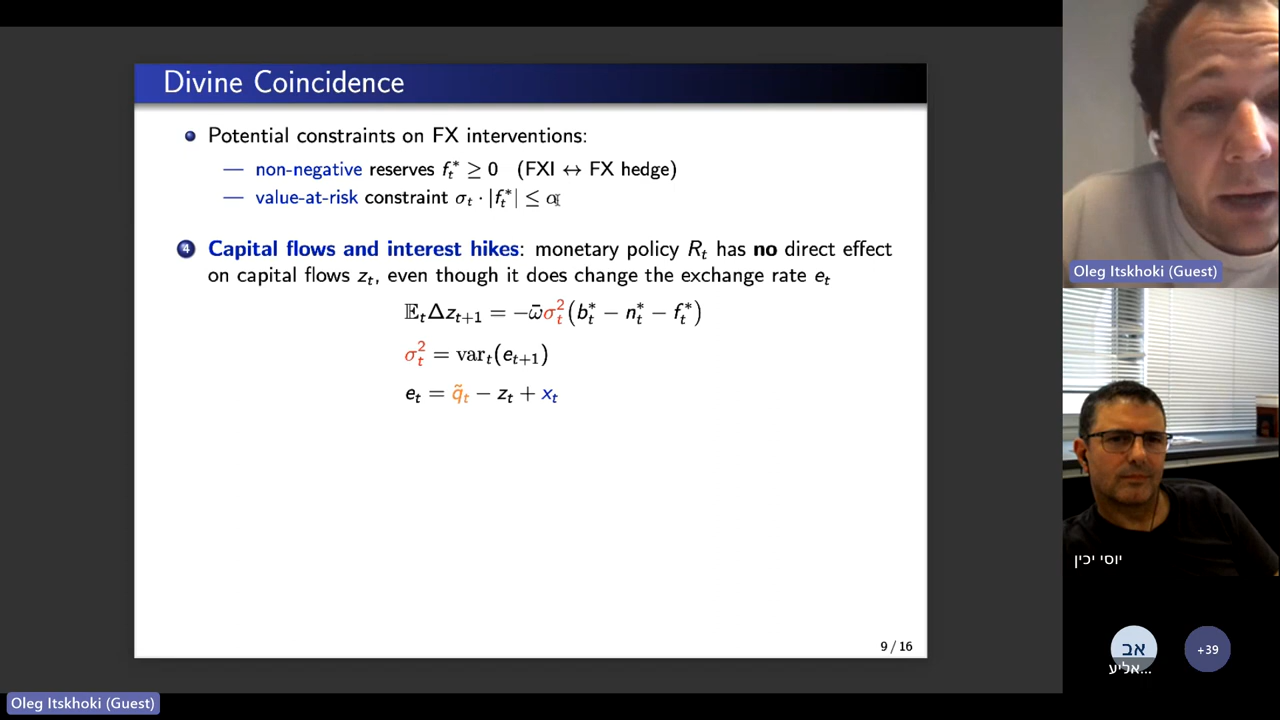 Divine Coincidence
Potential constraints on FX interventions:
— non-negative reserves f*_t ≥ 0 (FXI ↔ FX hedge)
— value-at-risk constraint σ_t · |f*_t| ≤ α
4 Capital flows and interest hikes: monetary policy R_t has no direct effect
on capital flows z_t, even though it does change the exchange rate e_t
𝔼_tΔz_{t+1} = −ω̄σ²_t(b*_t − n*_t − f*_t)
σ²_t = var_t(e_{t+1})
e_t = q̃_t − z_t + x_t
9 / 16
Oleg Itskhoki (Guest)
יוסי יכין
אב
אליע...
+39
Oleg Itskhoki (Guest)